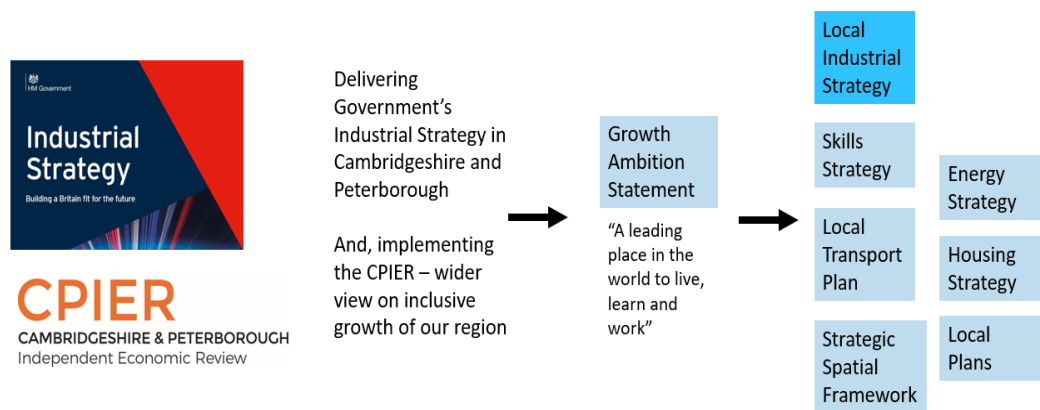 HM Government
Industrial
Strategy
Building a Britain fit for the future
CPIER
CAMBRIDGESHIRE & PETERBOROUGH
Independent Economic Review
Delivering
Government’s
Industrial Strategy in
Cambridgeshire and
Peterborough
And, implementing
the CPIER – wider
view on inclusive
growth of our region
Growth
Ambition
Statement
“A leading
place in the
world to live,
learn and
work”
Local
Industrial
Strategy
Skills
Strategy
Local
Transport
Plan
Strategic
Spatial
Framework
Energy
Strategy
Housing
Strategy
Local
Plans